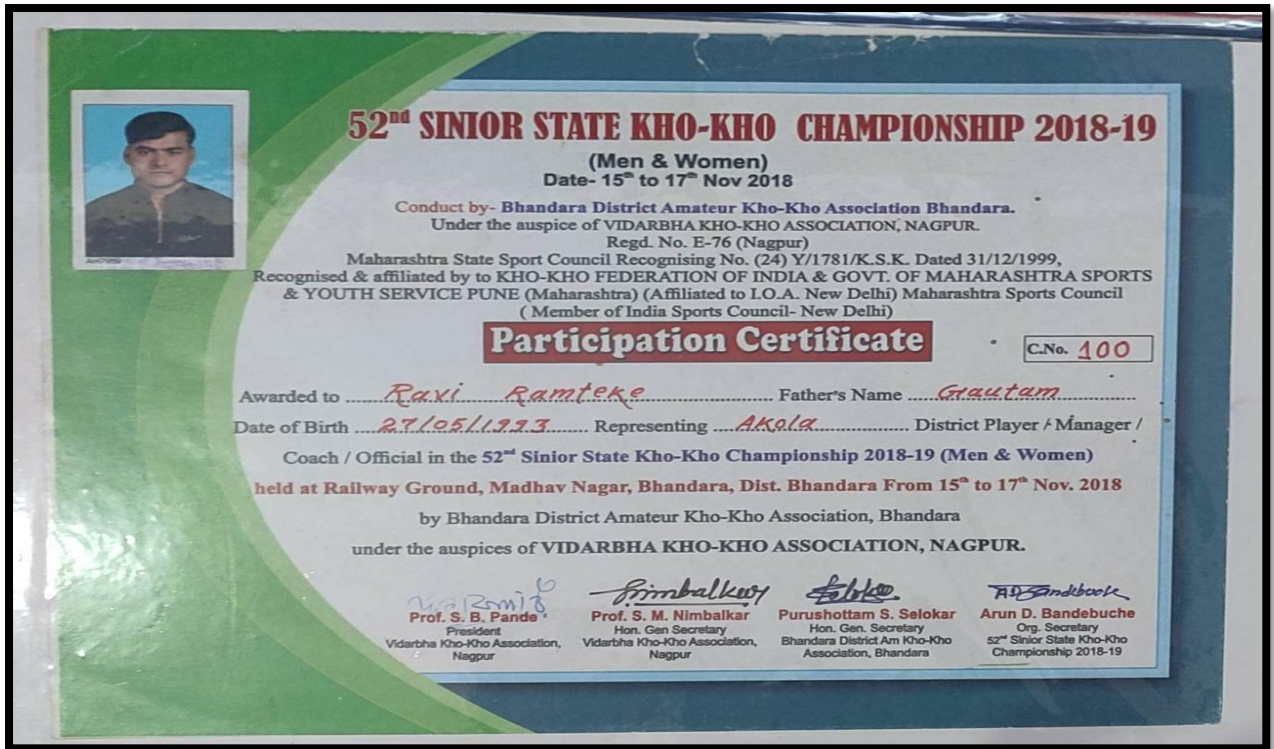 52nd SINIOR STATE KHO-KHO CHAMPIONSHIP 2018-19
(Men & Women)
Date- 15th to 17th Nov 2018
Conduct by- Bhandara District Amateur Kho-Kho Association Bhandara.
Under the auspice of VIDARBHA KHO-KHO ASSOCIATION, NAGPUR.
Regd. No. E-76 (Nagpur)
Maharashtra State Sport Council Recognising No. (24) Y/1781/K.S.K. Dated 31/12/1999,
Recognised & affiliated by to KHO-KHO FEDERATION OF INDIA & GOVT. OF MAHARASHTRA SPORTS
& YOUTH SERVICE PUNE (Maharashtra) (Affiliated to I.O.A. New Delhi) Maharashtra Sports Council
( Member of India Sports Council- New Delhi)
Participation Certificate
C.No. 100
Awarded to ...... Ravi Ramteke ...... Father's Name ...... Gautam ......
Date of Birth .... 27/05/1993 ...... Representing .... Akola ...... District Player / Manager /
Coach / Official in the 52nd Sinior State Kho-Kho Championship 2018-19 (Men & Women)
held at Railway Ground, Madhav Nagar, Bhandara, Dist. Bhandara From 15th to 17th Nov. 2018
by Bhandara District Amateur Kho-Kho Association, Bhandara
under the auspices of VIDARBHA KHO-KHO ASSOCIATION, NAGPUR.
Prof. S. B. Pande
President
Vidarbha Kho-Kho Association,
Nagpur
Prof. S. M. Nimbalkar
Hon. Gen Secretary
Vidarbha Kho-Kho Association,
Nagpur
Purushottam S. Selokar
Hon. Gen. Secretary
Bhandara District Am Kho-Kho
Association, Bhandara
Arun D. Bandebuche
Org. Secretary
52nd Sinior State Kho-Kho
Championship 2018-19